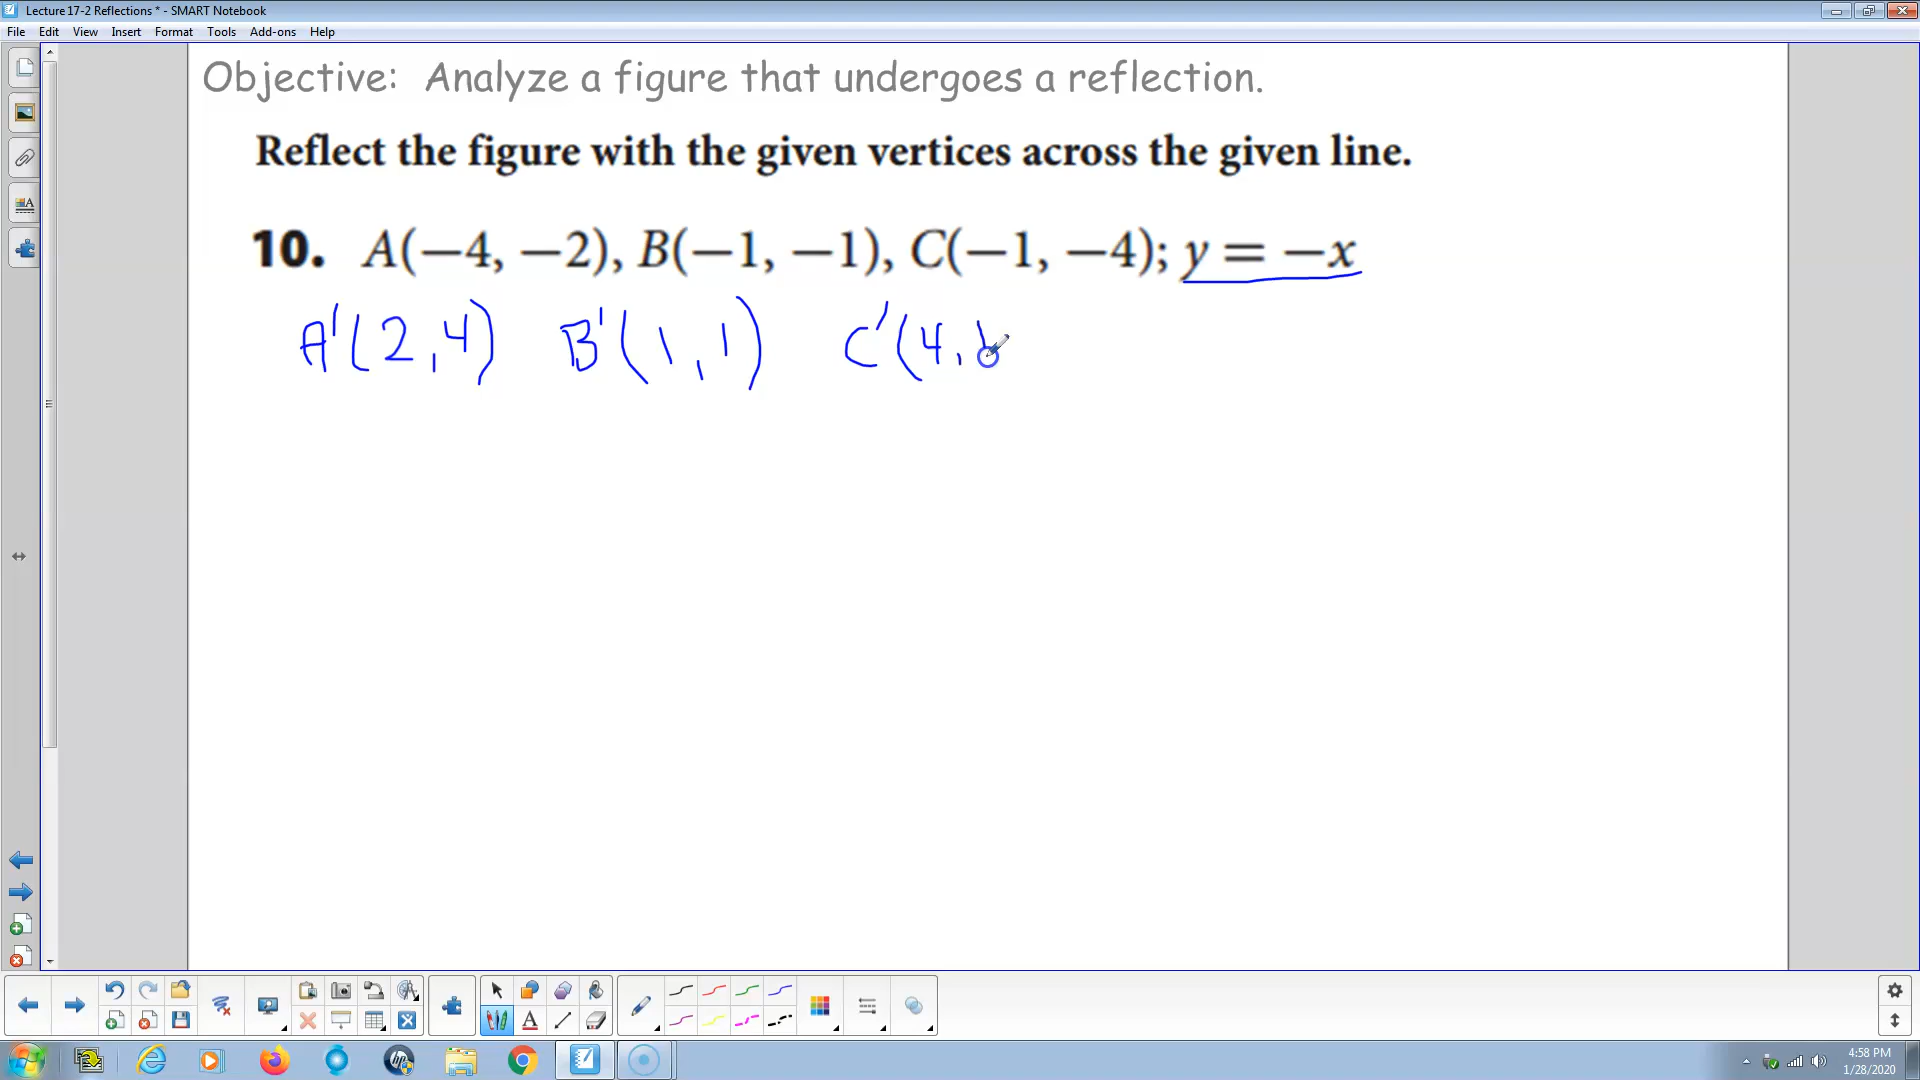 Lecture 17-2 Reflections * - SMART Notebook
File Edit View Insert Format Tools Add-ons Help
Objective: Analyze a figure that undergoes a reflection.
Reflect the figure with the given vertices across the given line.
10. A(−4, −2), B(−1, −1), C(−1, −4); y = −x
A'(2,4) B'(1,1) C'(4,
4:58 PM
1/28/2020